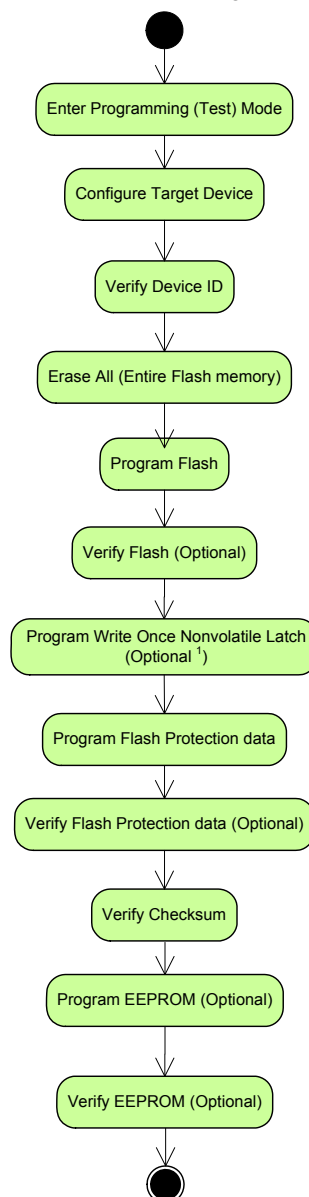 Enter Programming (Test) Mode
Configure Target Device
Verify Device ID
Erase All (Entire Flash memory)
Program Flash
Verify Flash (Optional)
Program Write Once Nonvolatile Latch
(Optional ¹)
Program Flash Protection data
Verify Flash Protection data (Optional)
Verify Checksum
Program EEPROM (Optional)
Verify EEPROM (Optional)